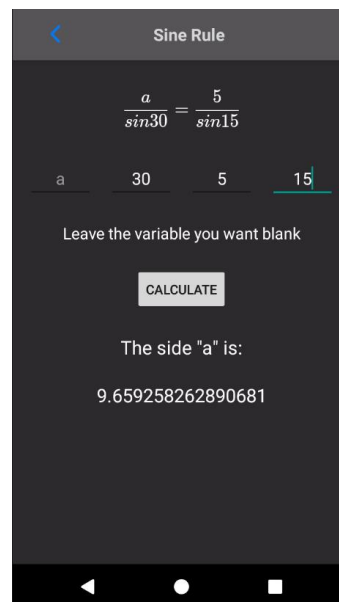 Sine Rule
a/sin30 = 5/sin15
a 30 5 15
Leave the variable you want blank
CALCULATE
The side "a" is:
9.659258262890681